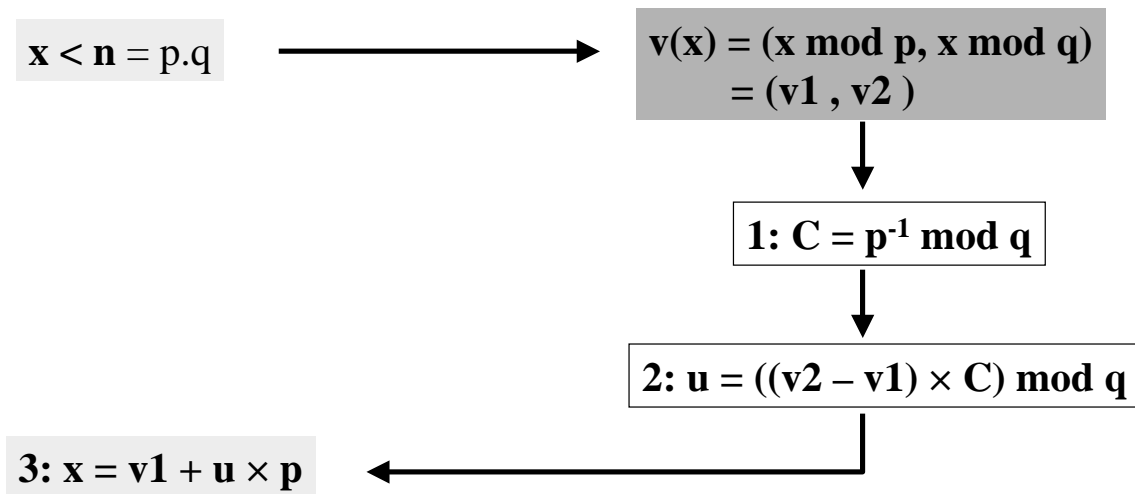 x < n = p.q
v(x) = (x mod p, x mod q)
= (v1 , v2 )
1: C = p⁻¹ mod q
2: u = ((v2 – v1) × C) mod q
3: x = v1 + u × p